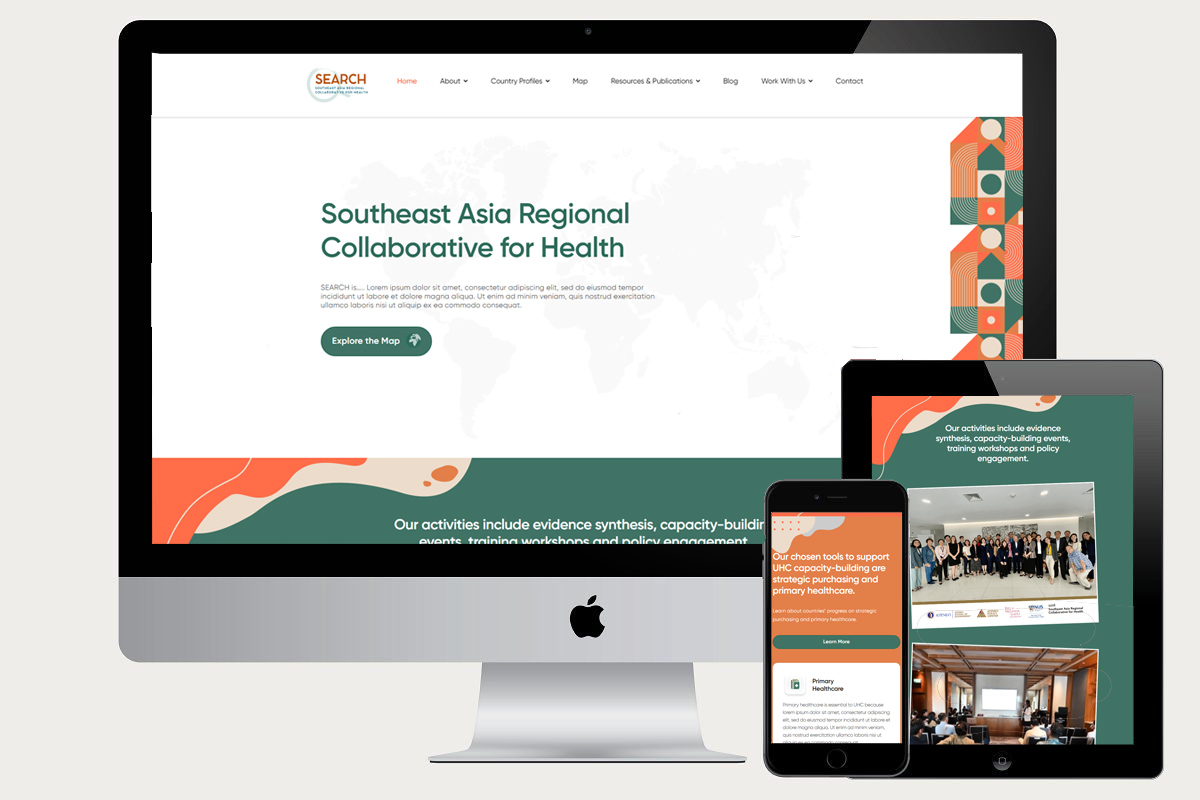 SEARCH
SOUTHEAST ASIA REGIONAL
COLLABORATIVE FOR HEALTH
Home
About
Country Profiles
Map
Resources & Publications
Blog
Work With Us
Contact
Southeast Asia Regional
Collaborative for Health
SEARCH is.... Lorem ipsum dolor sit amet, consectetur adipiscing elit, sed do eiusmod tempor
incididunt ut labore et dolore magna aliqua. Ut enim ad minim veniam, quis nostrud exercitation
ullamco laboris nisi ut aliquip ex ea commodo consequat.
Explore the Map
Our activities include evidence synthesis, capacity-buildin
events, training workshops and policy engagement.
Our activities include evidence
synthesis, capacity-building events,
training workshops and policy
engagement.
ATENEO
Southeast Asia Regional
Collaborative for Health
Our chosen tools to support
UHC capacity-building are
strategic purchasing and
primary healthcare.
Learn about countries' progress on strategic
purchasing and primary healthcare.
Learn More
Primary
Healthcare
Primary healthcare is essential to UHC because
lorem ipsum dolor sit amet, consectetur adipiscing
elit, sed do eiusmod tempor incididunt ut labore et
dolore magna aliqua. Ut enim ad minim veniam,
quis nostrud exercitation ullamco laboris nisi ut
aliquip ex ea commodo consequat.